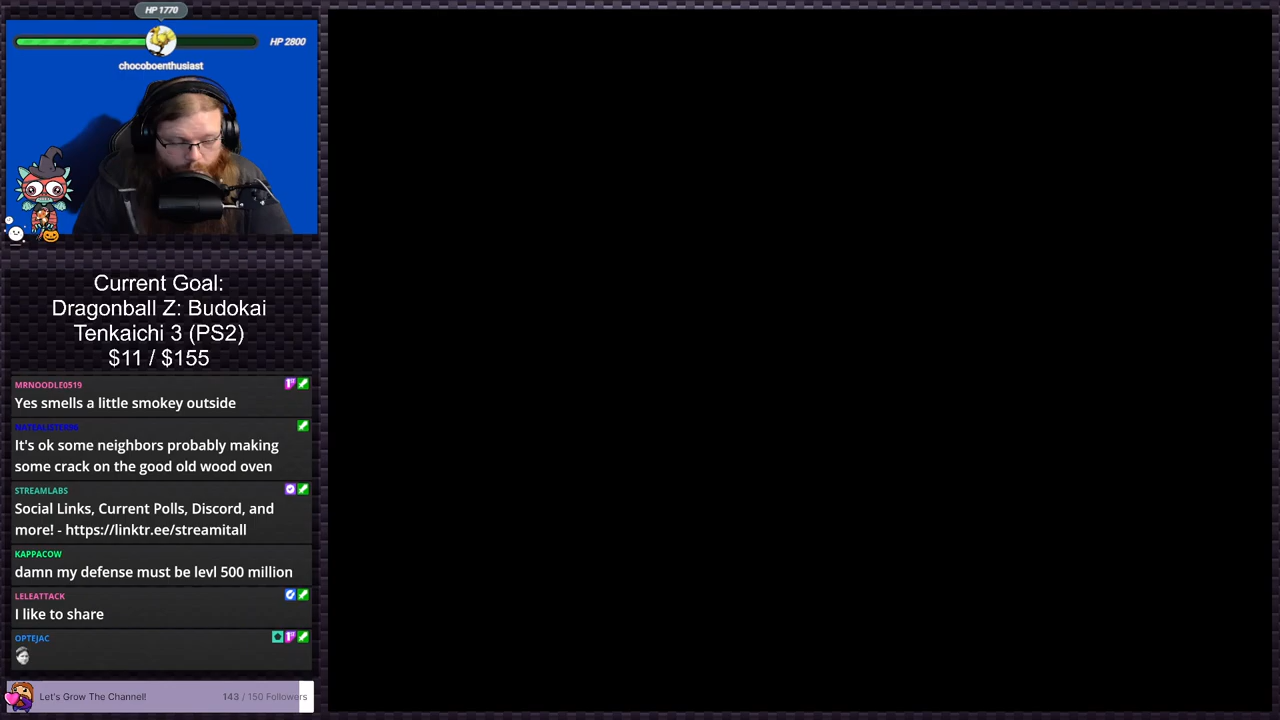 HP 1770
HP 2800
chocoboenthusiast
Current Goal:
Dragonball Z: Budokai
Tenkaichi 3 (PS2)
$11 / $155
MRNOODLE0519
Yes smells a little smokey outside
It's ok some neighbors probably making
some crack on the good old wood oven
STREAMLABS
Social Links, Current Polls, Discord, and
more! - https://linktr.ee/streamitall
KAPPACOW
damn my defense must be levl 500 million
LELEATTACK
I like to share
OPTEJAC
Let's Grow The Channel!
143 / 150 Followers